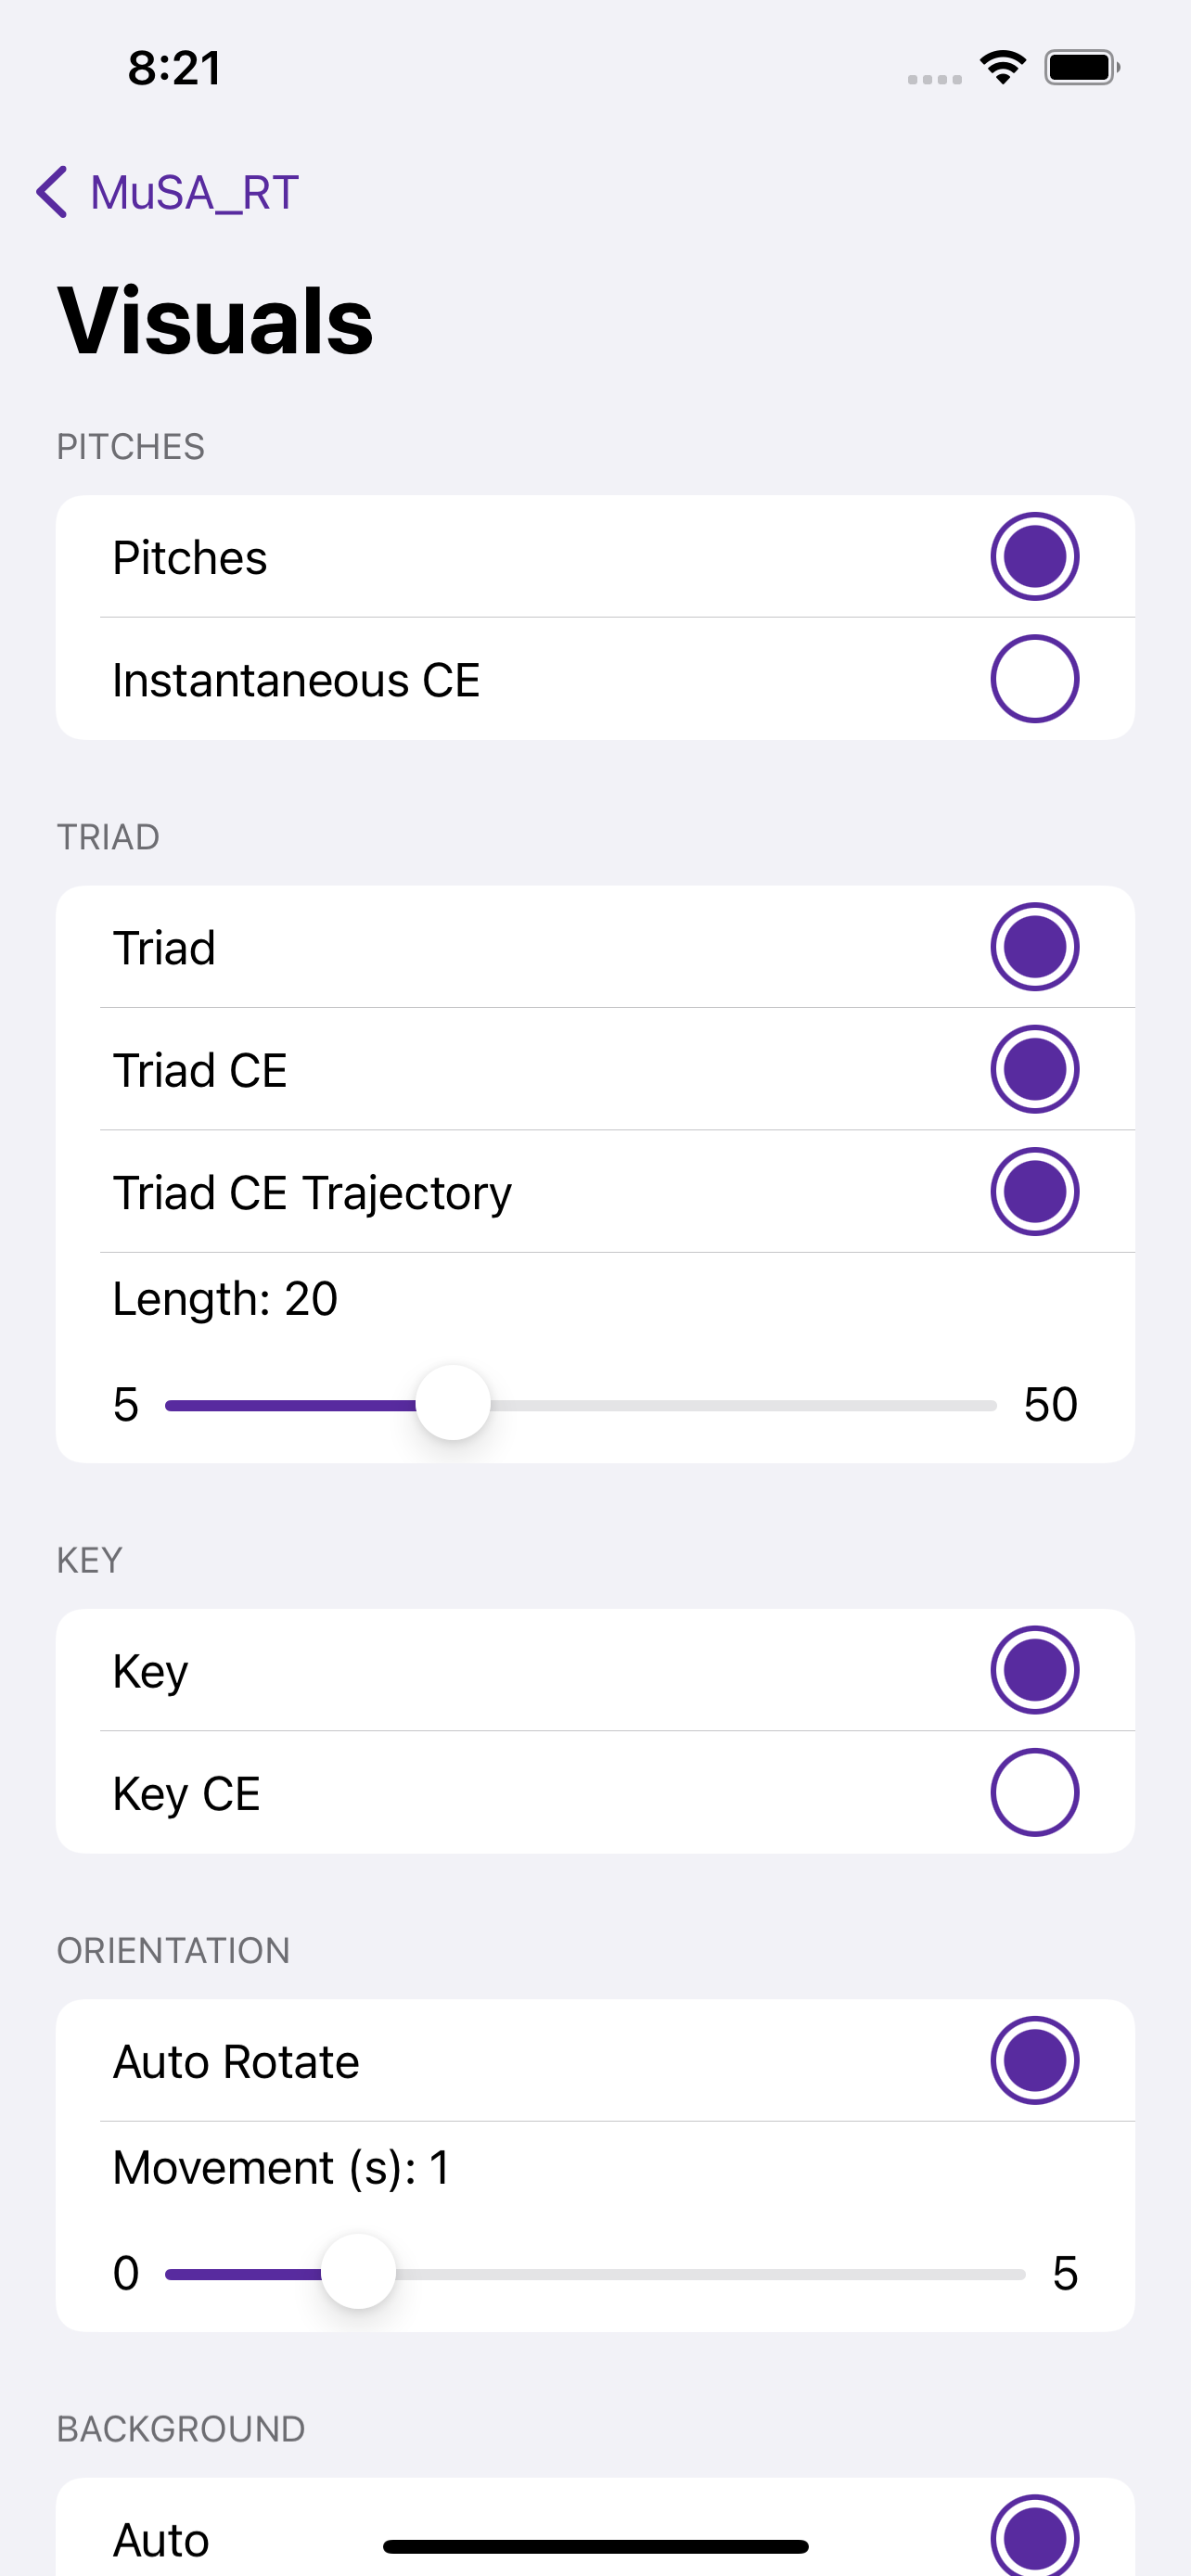 8:21
MuSA_RT
Visuals
PITCHES
Pitches
Instantaneous CE
TRIAD
Triad
Triad CE
Triad CE Trajectory
Length: 20
5 50
KEY
Key
Key CE
ORIENTATION
Auto Rotate
Movement (s): 1
0 5
BACKGROUND
Auto